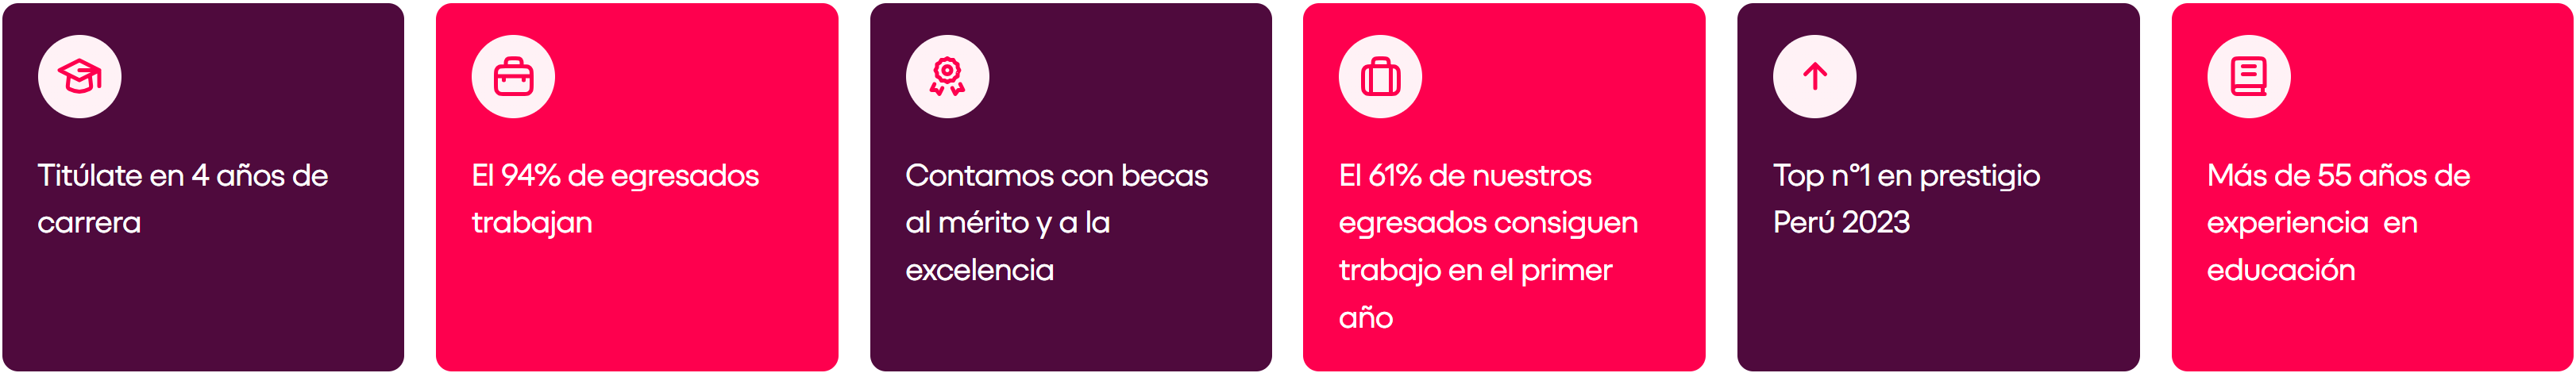 Titúlate en 4 años de
carrera
El 94% de egresados
trabajan
Contamos con becas
al mérito y a la
excelencia
El 61% de nuestros
egresados consiguen
trabajo en el primer
año
Top n°1 en prestigio
Perú 2023
Más de 55 años de
experiencia  en
educación